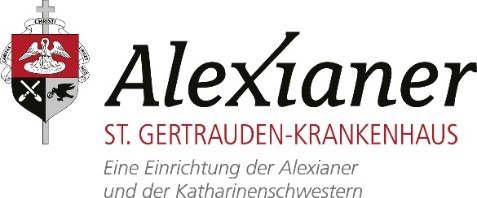 Alexianer
ST. GERTRAUDEN-KRANKENHAUS
Eine Einrichtung der Alexianer
und der Katharinenschwestern